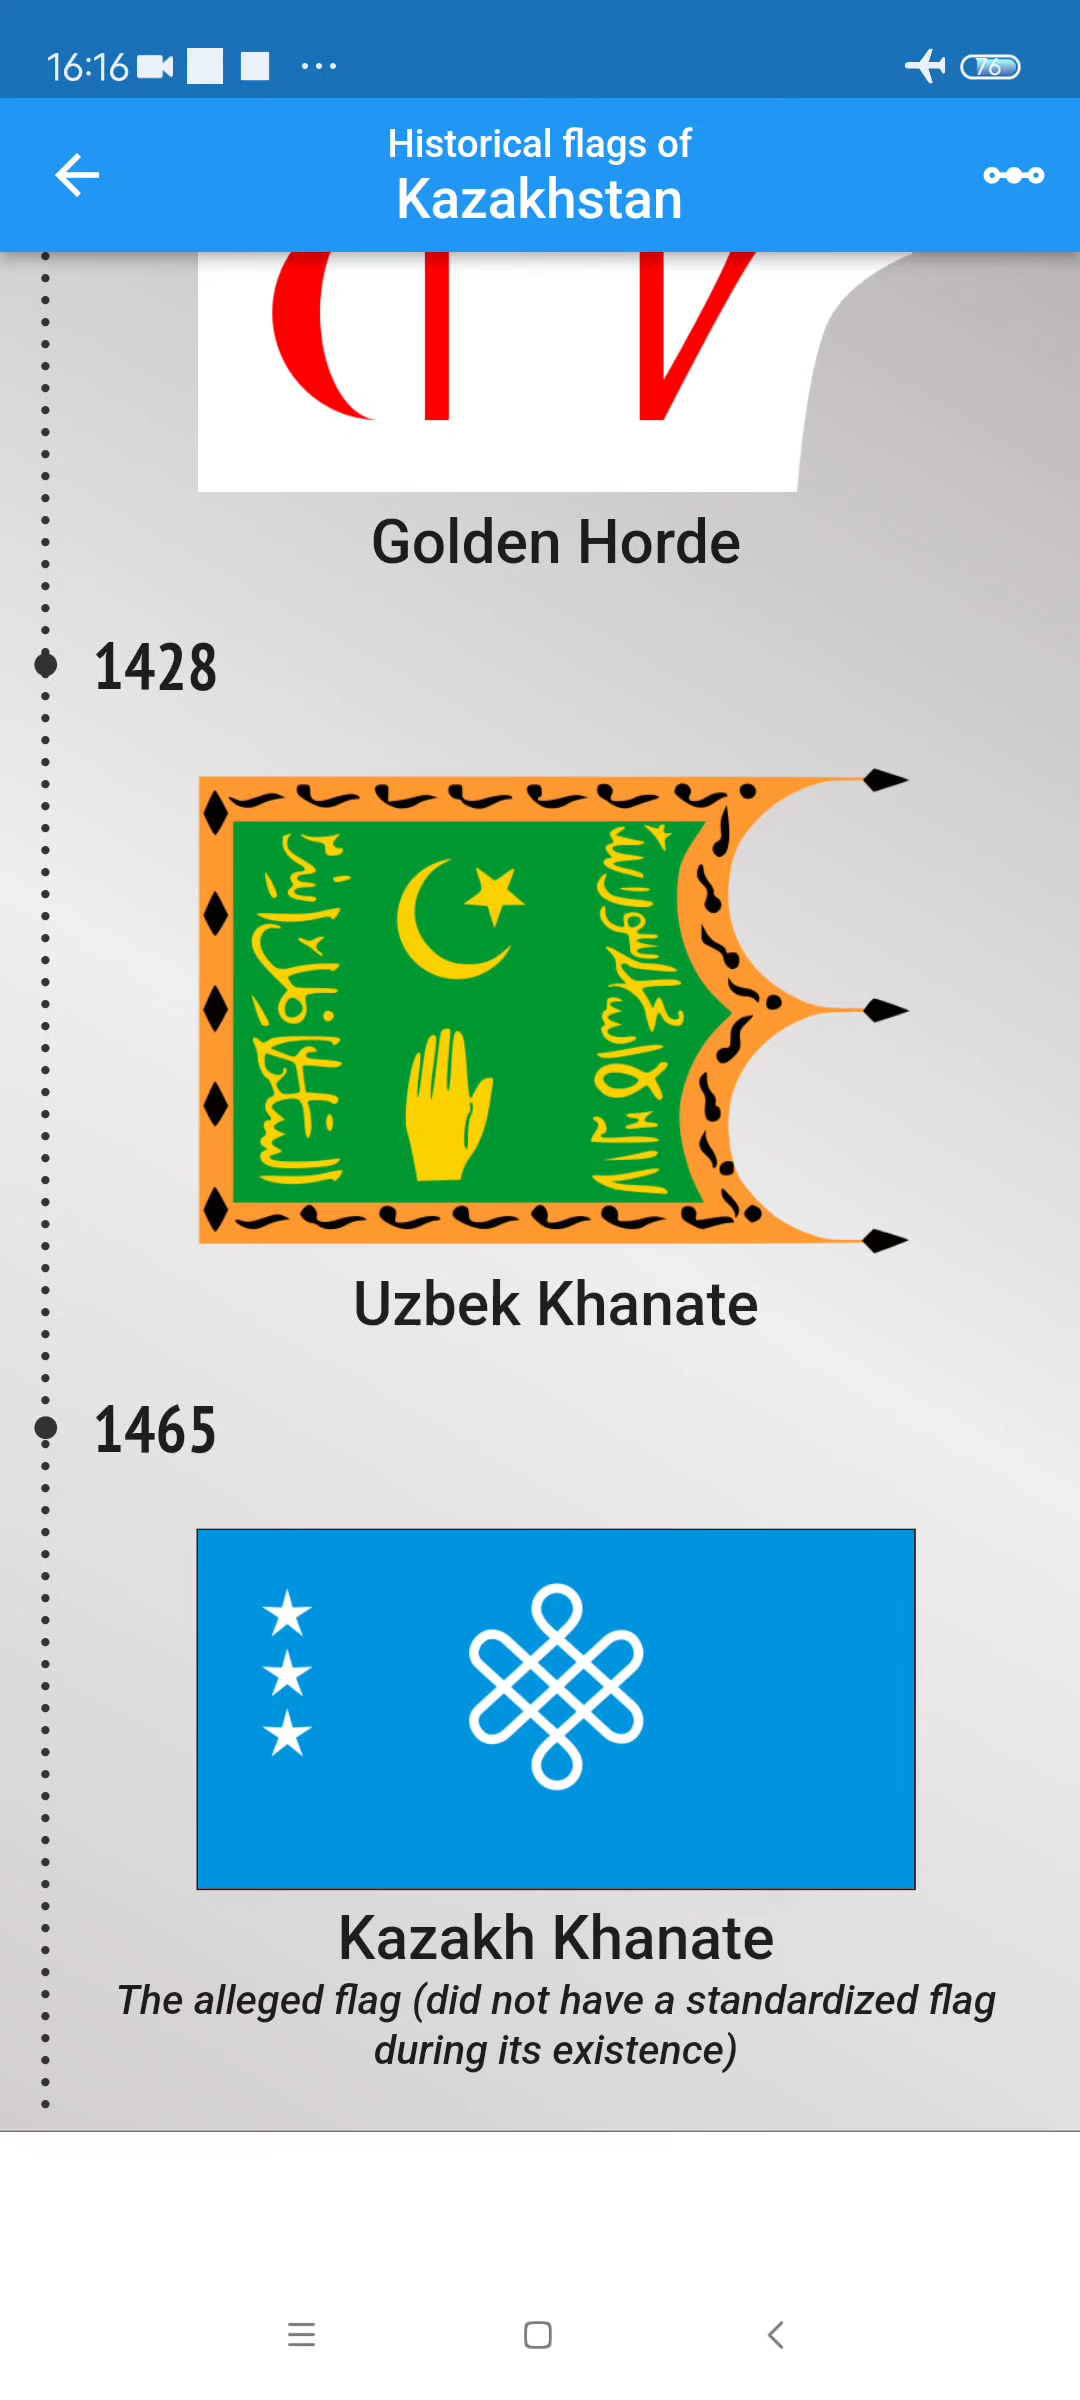 16:16
76
Historical flags of
Kazakhstan
Golden Horde
1428
Uzbek Khanate
1465
Kazakh Khanate
The alleged flag (did not have a standardized flag
during its existence)